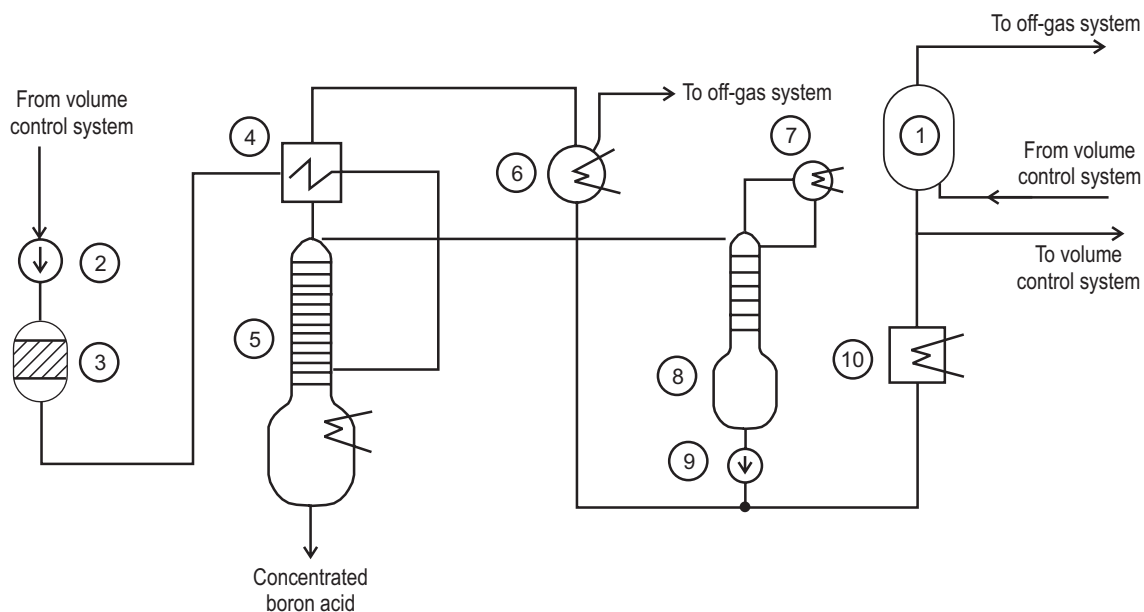 To off-gas system
From volume
control system
To off-gas system
4
7
1
6
From volume
control system
2
To volume
control system
5
3
10
8
9
Concentrated
boron acid